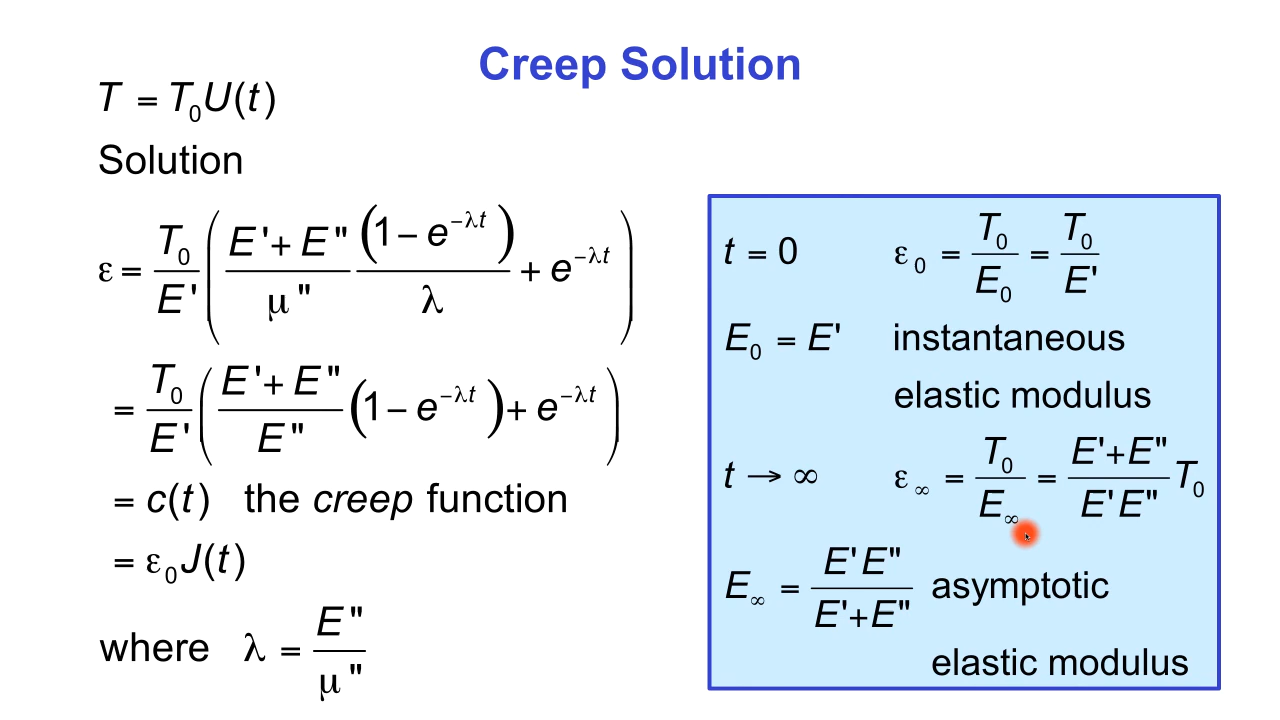 Creep Solution
T = T₀U(t)
Solution
ε = T₀/E' ( (E'+E")/μ" (1−e^(−λt))/λ + e^(−λt) )
= T₀/E' ( (E'+E")/E" (1−e^(−λt)) + e^(−λt) )
= c(t) the creep function
= ε₀J(t)
where λ = E"/μ"
t = 0 ε₀ = T₀/E₀ = T₀/E'
E₀ = E' instantaneous
elastic modulus
t → ∞ ε∞ = T₀/E∞ = (E'+E")/(E'E") T₀
E∞ = E'E"/(E'+E") asymptotic
elastic modulus